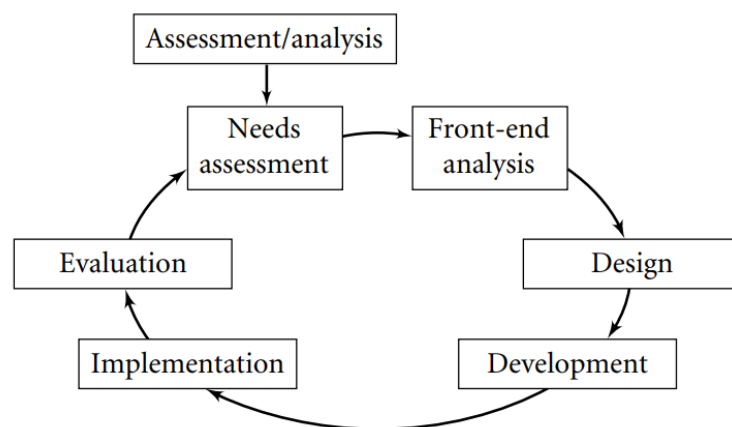 Assessment/analysis
Needs
assessment
Front-end
analysis
Design
Development
Implementation
Evaluation